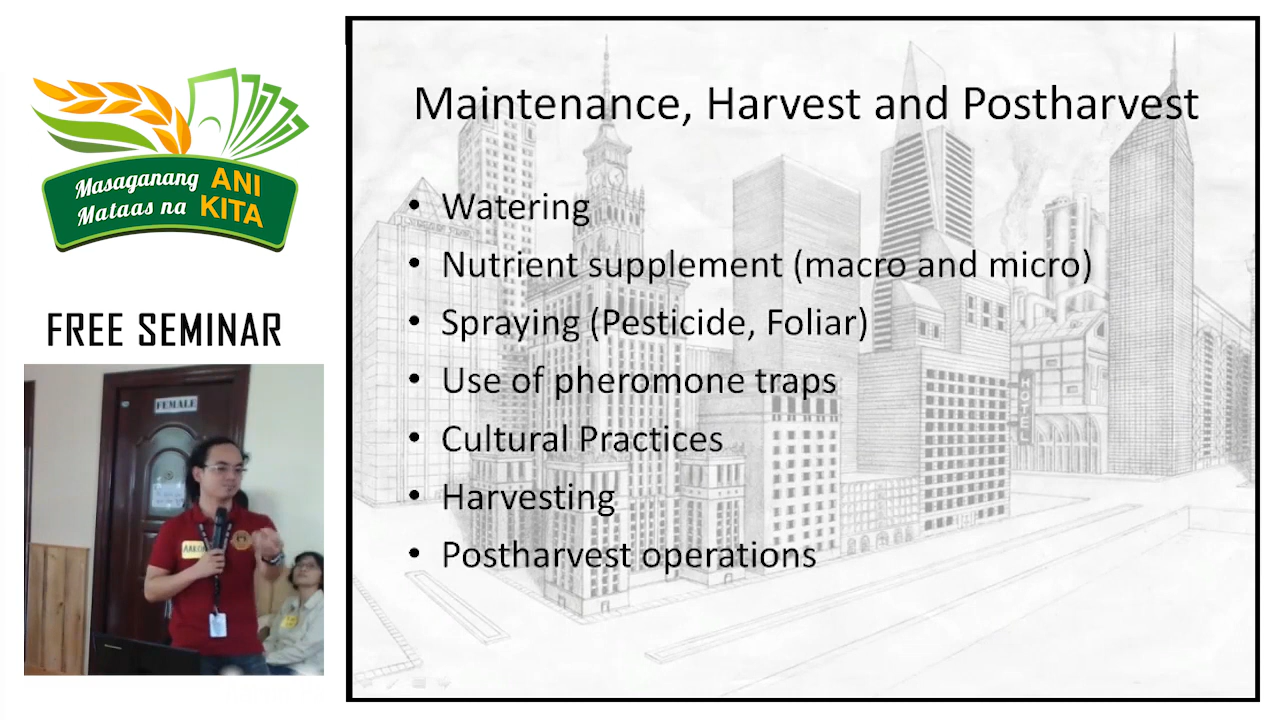 Masaganang ANI
Mataas na KITA
FREE SEMINAR
FEMALE
Maintenance, Harvest and Postharvest
• Watering
• Nutrient supplement (macro and micro)
• Spraying (Pesticide, Foliar)
• Use of pheromone traps
• Cultural Practices
• Harvesting
• Postharvest operations
HOTEL